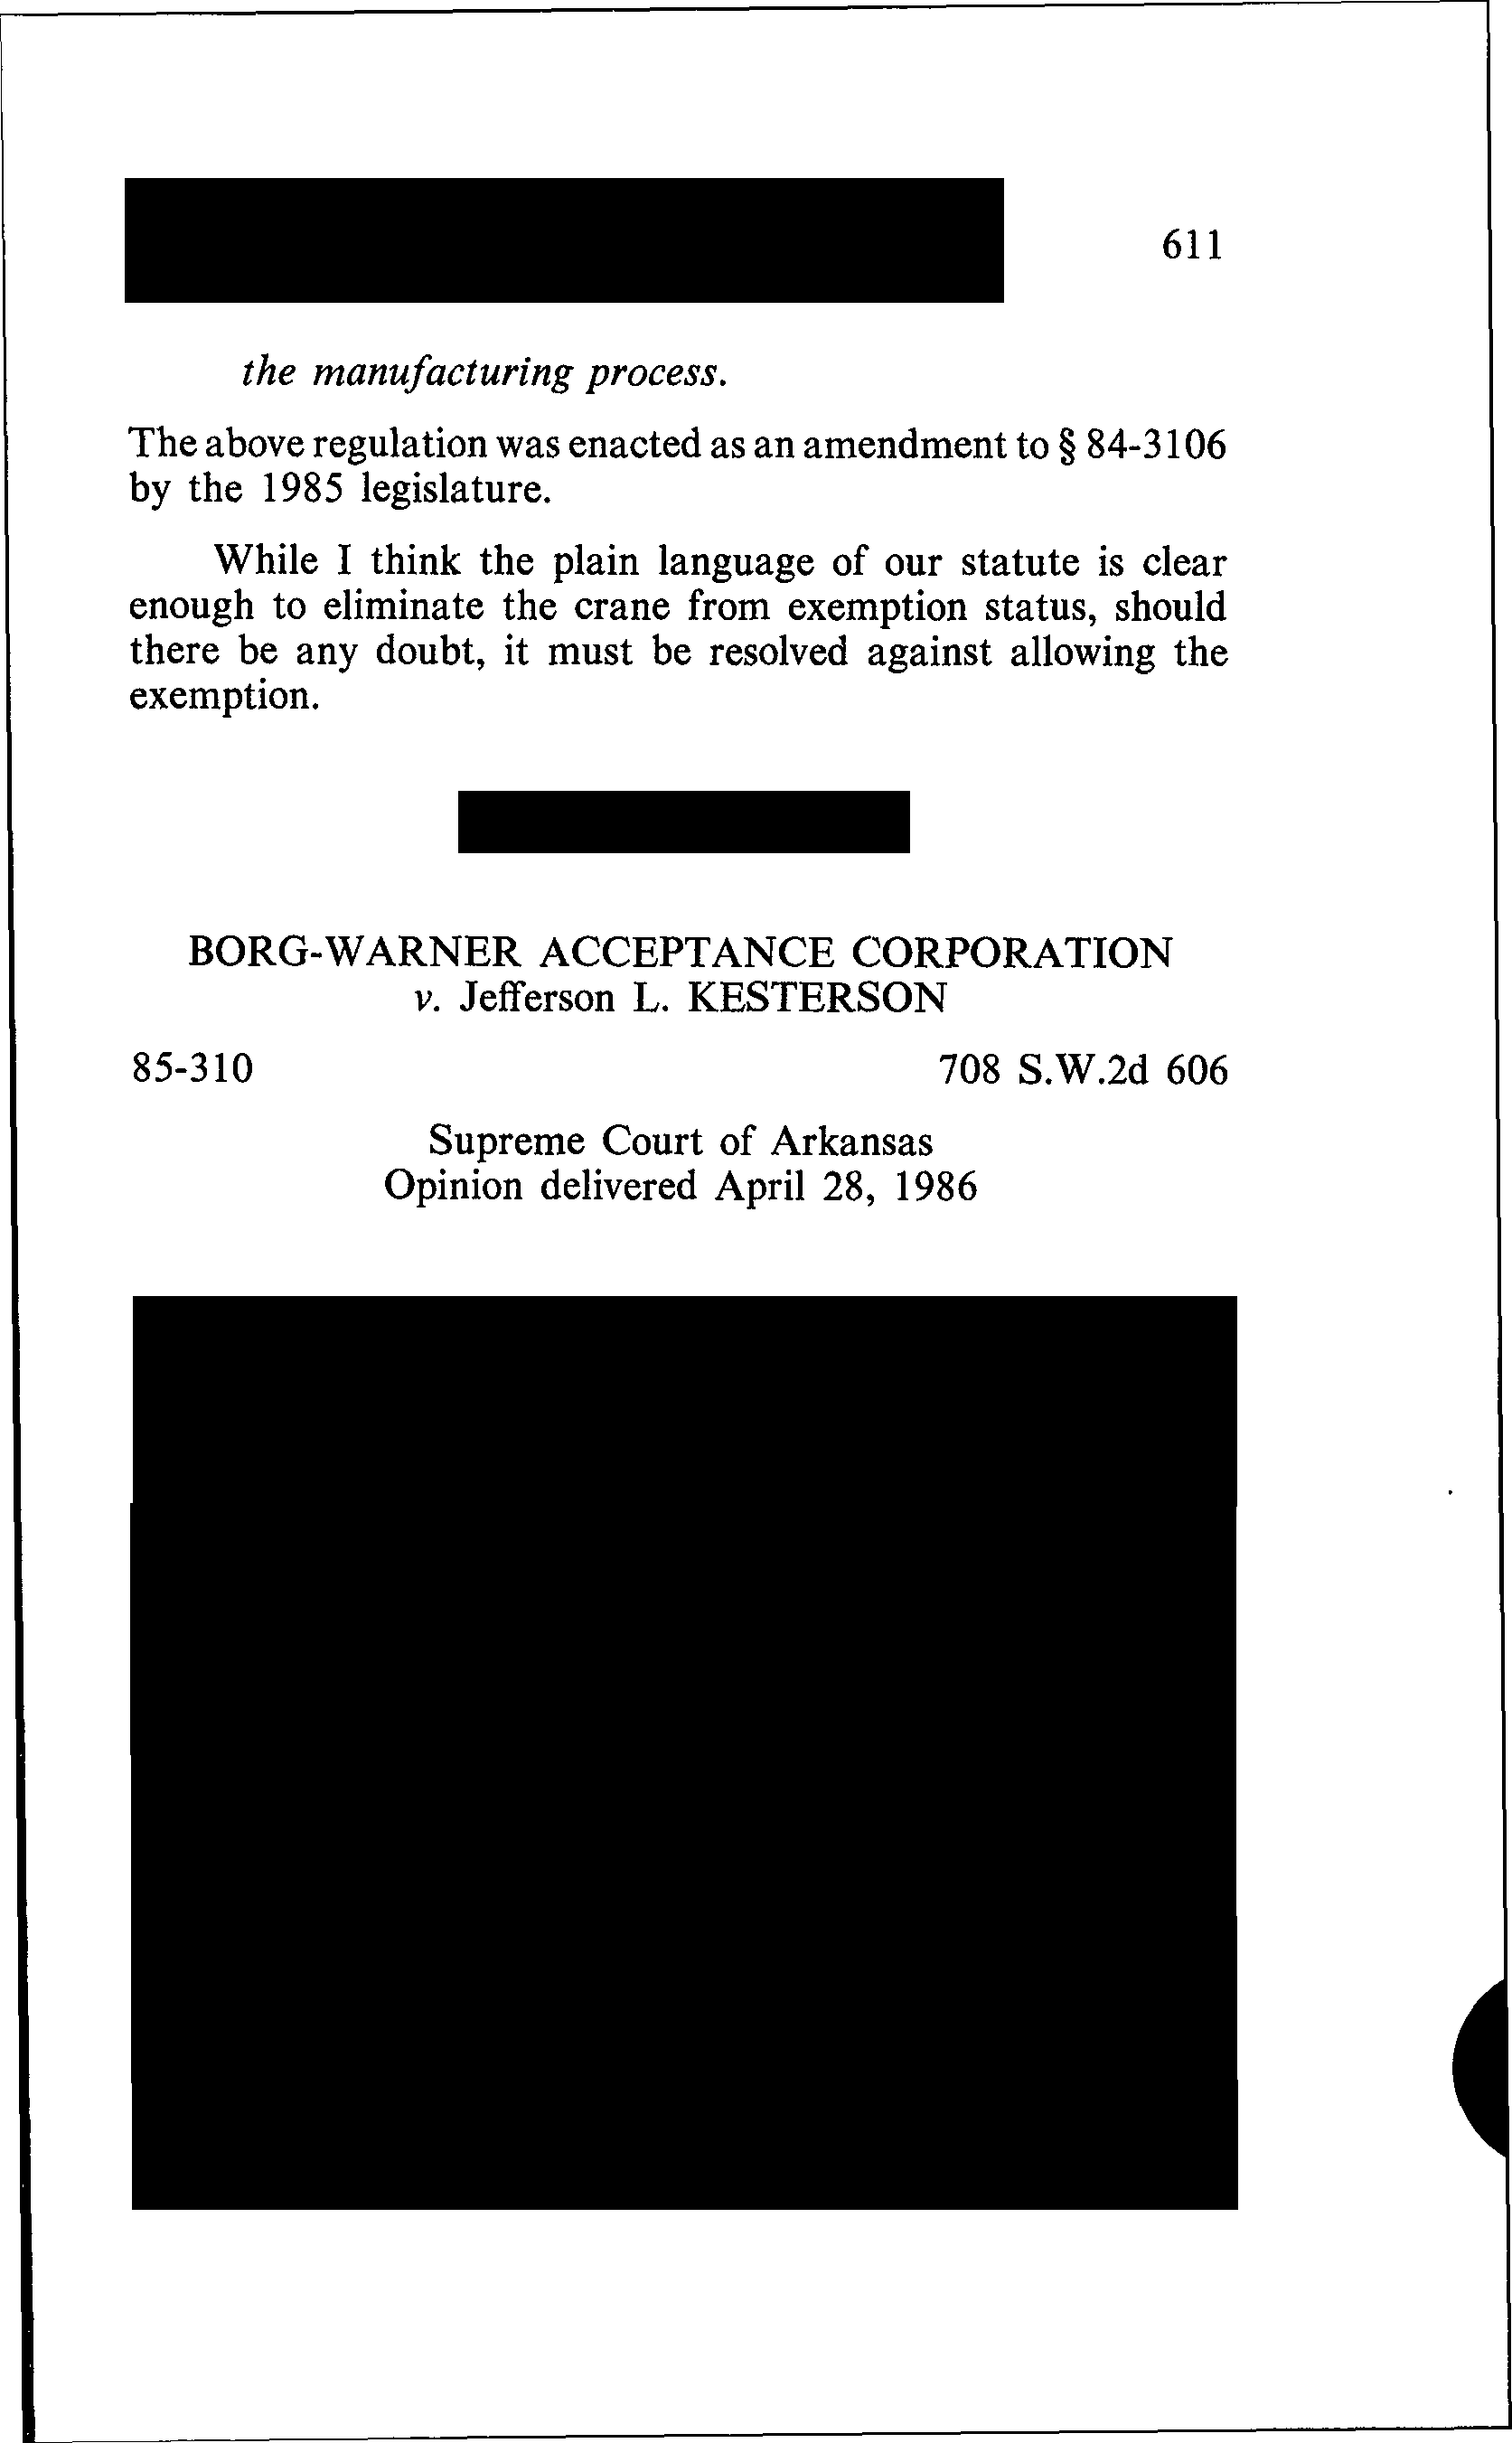 611
the manufacturing process.
The above regulation was enacted as an amendment to § 84-3106
by the 1985 legislature.
While I think the plain language of our statute is clear
enough to eliminate the crane from exemption status, should
there be any doubt, it must be resolved against allowing the
exemption.
BORG-WARNER ACCEPTANCE CORPORATION
v. Jefferson L. KESTERSON
85-310 708 S.W.2d 606
Supreme Court of Arkansas
Opinion delivered April 28, 1986